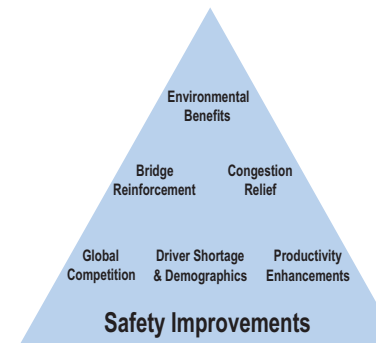 Environmental
Benefits
Bridge
Reinforcement
Congestion
Relief
Global
Competition
Driver Shortage
& Demographics
Productivity
Enhancements
Safety Improvements